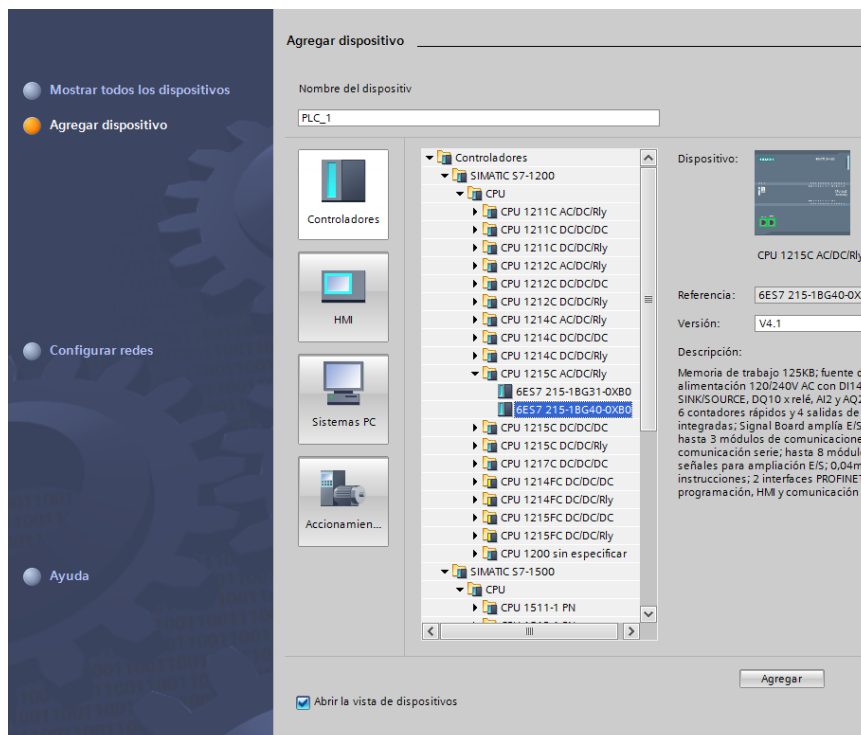 Agregar dispositivo
Mostrar todos los dispositivos
Agregar dispositivo
Configurar redes
Ayuda
Nombre del dispositiv
PLC_1
Controladores
HMI
Sistemas PC
Accionamien...
Controladores
SIMATIC S7-1200
CPU
CPU 1211C AC/DC/Rly
CPU 1211C DC/DC/DC
CPU 1211C DC/DC/Rly
CPU 1212C AC/DC/Rly
CPU 1212C DC/DC/DC
CPU 1212C DC/DC/Rly
CPU 1214C AC/DC/Rly
CPU 1214C DC/DC/DC
CPU 1214C DC/DC/Rly
CPU 1215C AC/DC/Rly
6ES7 215-1BG31-0XB0
6ES7 215-1BG40-0XB0
CPU 1215C DC/DC/DC
CPU 1215C DC/DC/Rly
CPU 1217C DC/DC/DC
CPU 1214FC DC/DC/DC
CPU 1214FC DC/DC/Rly
CPU 1215FC DC/DC/DC
CPU 1215FC DC/DC/Rly
CPU 1200 sin especificar
SIMATIC S7-1500
CPU
CPU 1511-1 PN
Dispositivo:
CPU 1215C AC/DC/Rly
Referencia: 6ES7 215-1BG40-0X
Versión: V4.1
Descripción:
Memoria de trabajo 125KB; fuente d
alimentación 120/240V AC con DI14
SINK/SOURCE, DQ10 x relé, AI2 y AQ2
6 contadores rápidos y 4 salidas de
integradas; Signal Board amplía E/S
hasta 3 módulos de comunicacione
comunicación serie; hasta 8 módul
señales para ampliación E/S; 0,04m
instrucciones; 2 interfaces PROFINET
programación, HMI y comunicación
Agregar
Abrir la vista de dispositivos